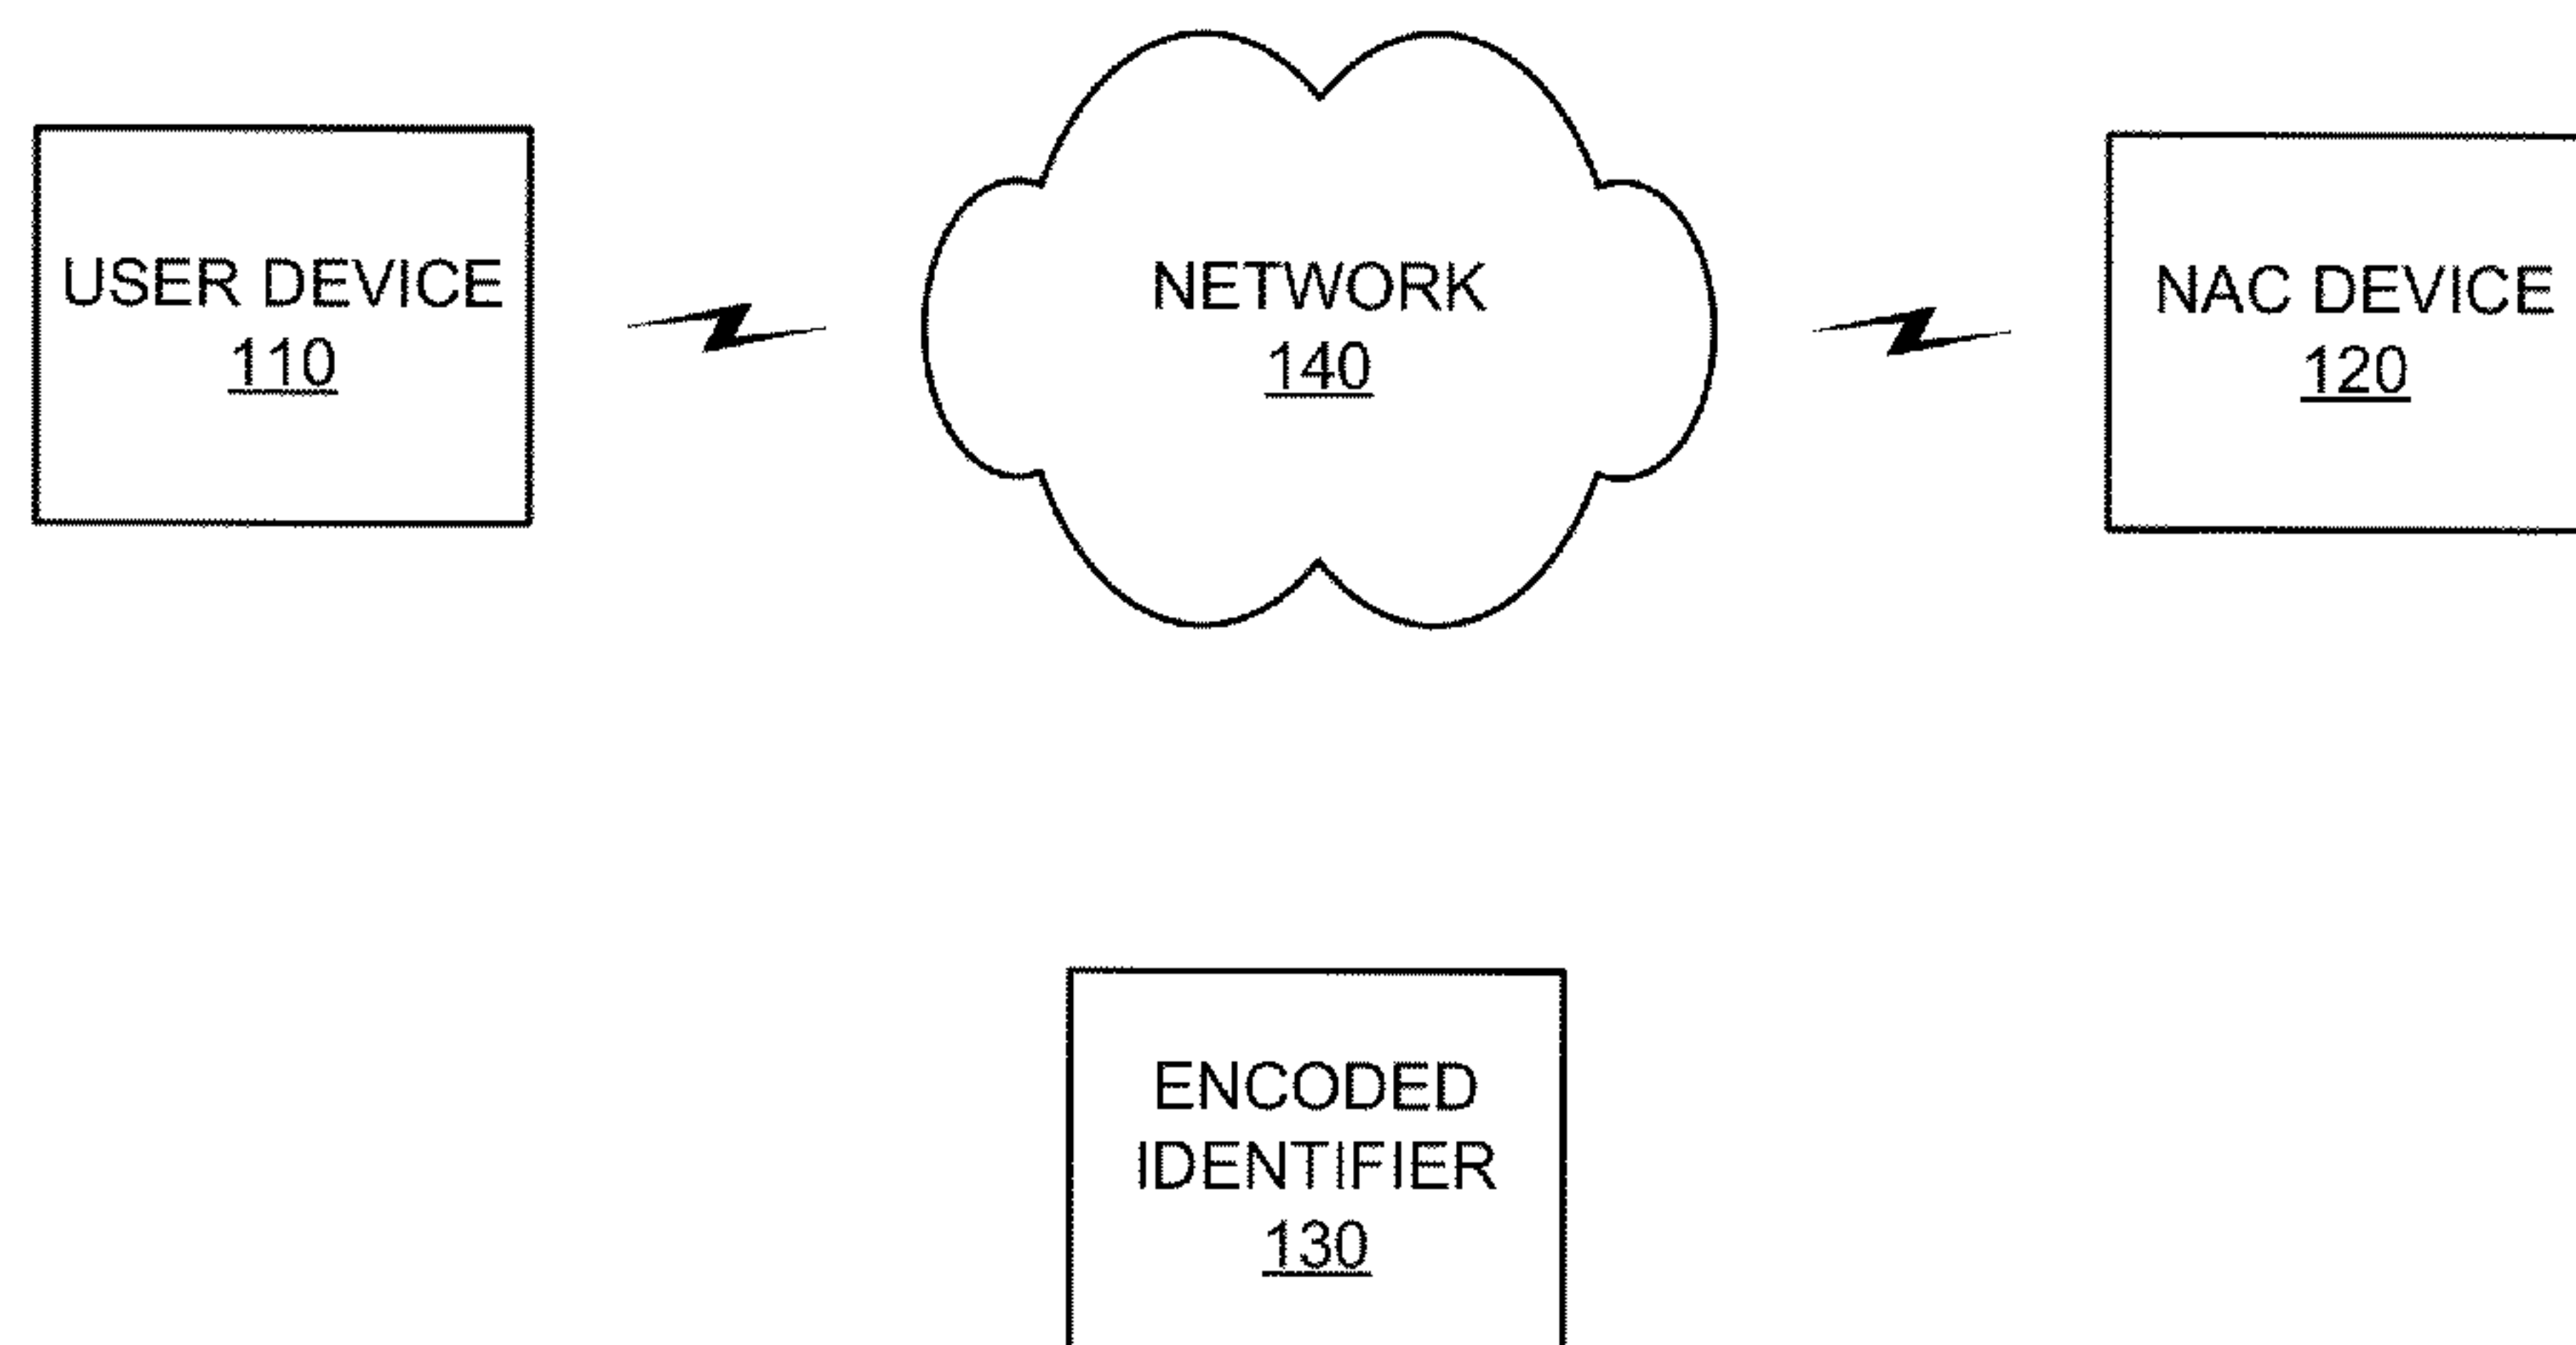 USER DEVICE
110
NETWORK
140
NAC DEVICE
120
ENCODED
IDENTIFIER
130